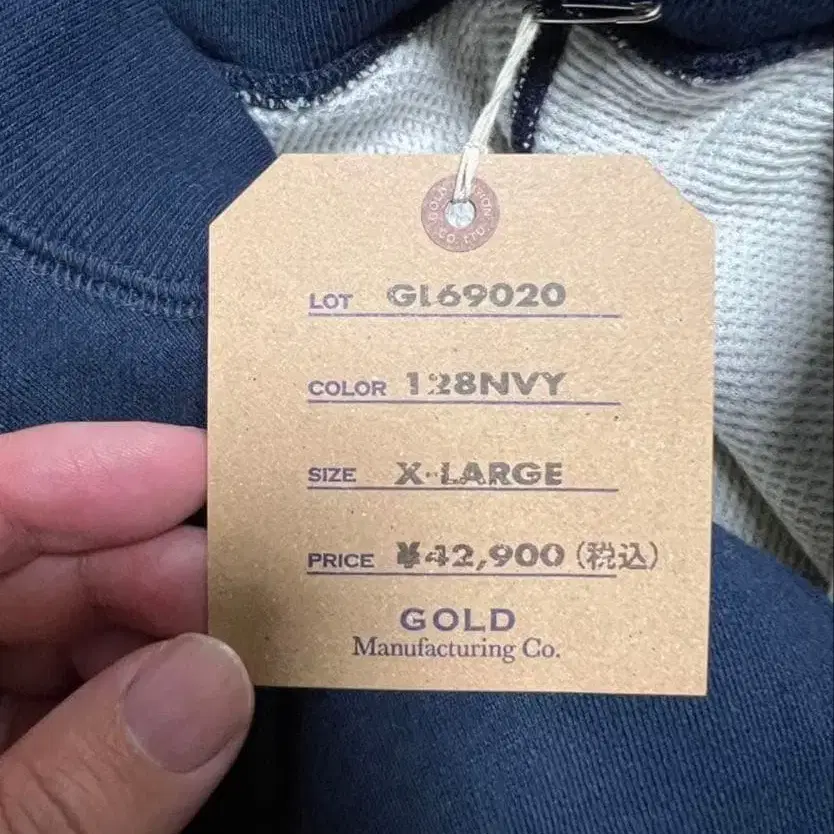 LOT GL69020
COLOR 128NVY
SIZE X-LARGE
PRICE ¥42,900(税込)
GOLD
Manufacturing Co.